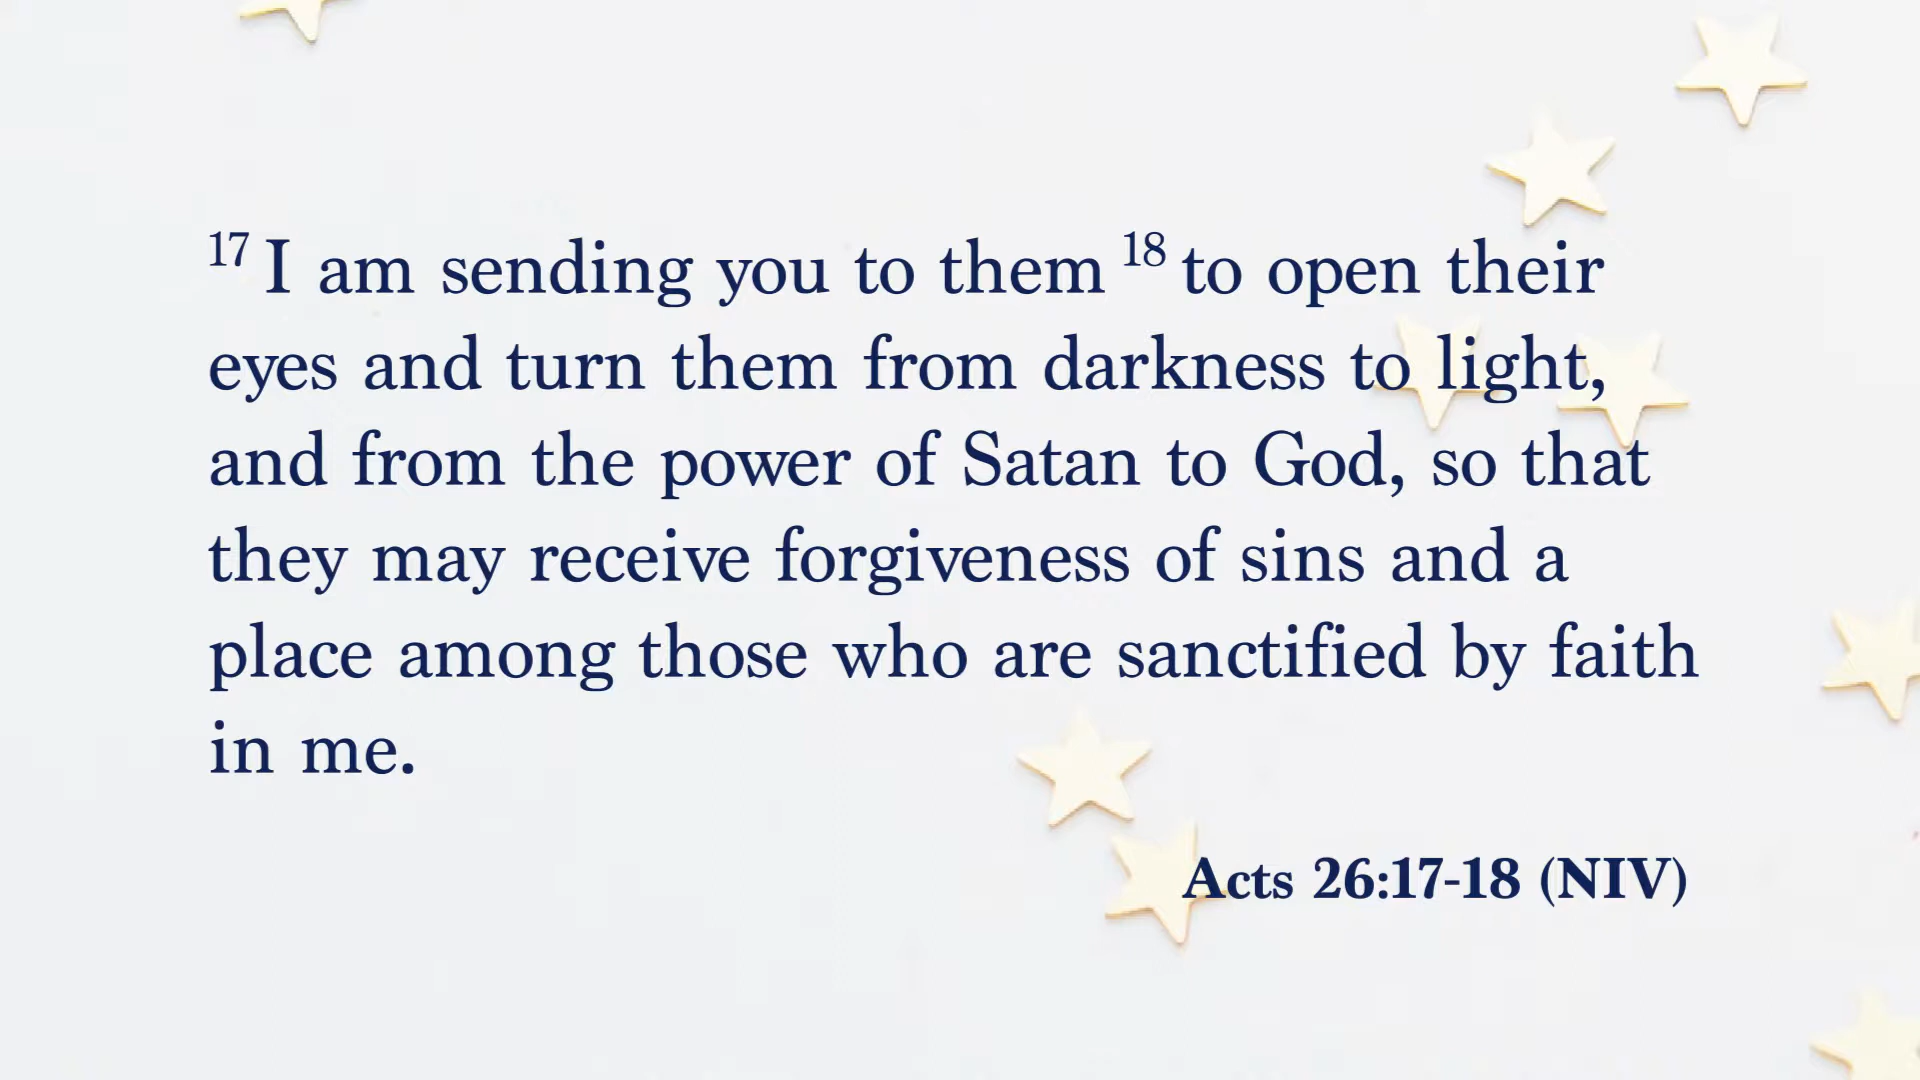 17 I am sending you to them 18 to open their
eyes and turn them from darkness to light,
and from the power of Satan to God, so that
they may receive forgiveness of sins and a
place among those who are sanctified by faith
in me.
Acts 26:17-18 (NIV)